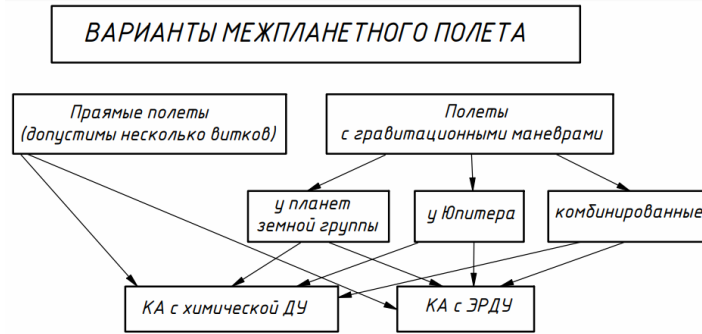 ВАРИАНТЫ МЕЖПЛАНЕТНОГО ПОЛЕТА
Праямые полеты
(допустимы несколько витков)
Полеты
с гравитационными маневрами
у планет
земной группы
у Юпитера
комбинированные
КА с химической ДУ
КА с ЭРДУ